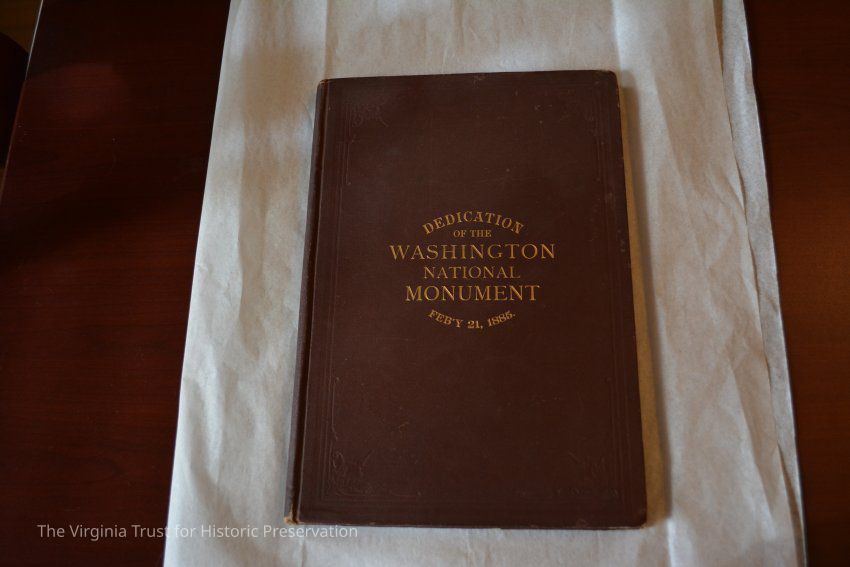 DEDICATION
OF THE
WASHINGTON
NATIONAL
MONUMENT
FEB'Y 21, 1885.
The Virginia Trust for Historic Preservation